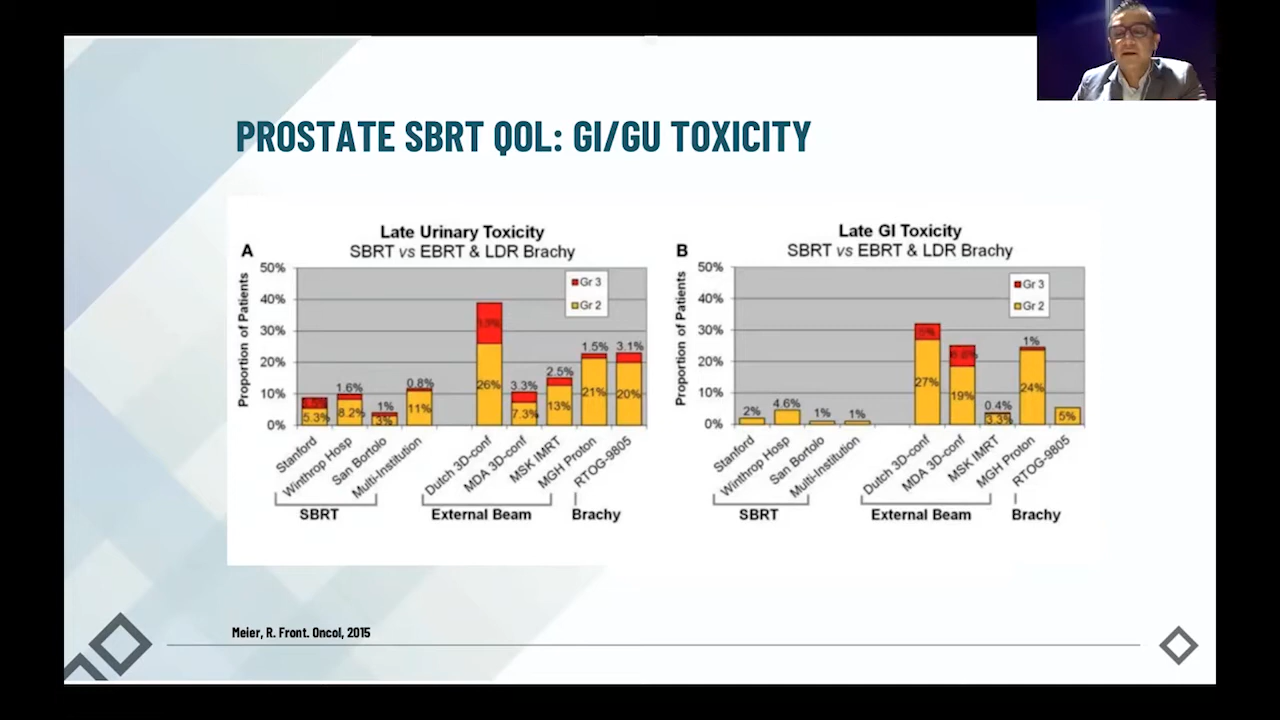 PROSTATE SBRT QOL: GI/GU TOXICITY
A
Late Urinary Toxicity
SBRT vs EBRT & LDR Brachy
Proportion of Patients
50%
40%
30%
20%
10%
0%
Gr 3
Gr 2
5.3%
1.6%
8.2%
1%
3%
0.8%
11%
26%
3.3%
7.3%
2.5%
13%
1.5%
21%
3.1%
20%
Stanford
Winthrop Hosp
San Bortolo
Multi-Institution
Dutch 3D-conf
MDA 3D-conf
MSK IMRT
MGH Proton
RTOG-9805
SBRT
External Beam
Brachy
B
Late GI Toxicity
SBRT vs EBRT & LDR Brachy
Proportion of Patients
50%
40%
30%
20%
10%
0%
Gr 3
Gr 2
2%
4.6%
1%
1%
5%
27%
19%
0.4%
3.3%
1%
24%
5%
Stanford
Winthrop Hosp
San Bortolo
Multi-Institution
Dutch 3D-conf
MDA 3D-conf
MSK IMRT
MGH Proton
RTOG-9805
SBRT
External Beam
Brachy
Meier, R. Front. Oncol, 2015